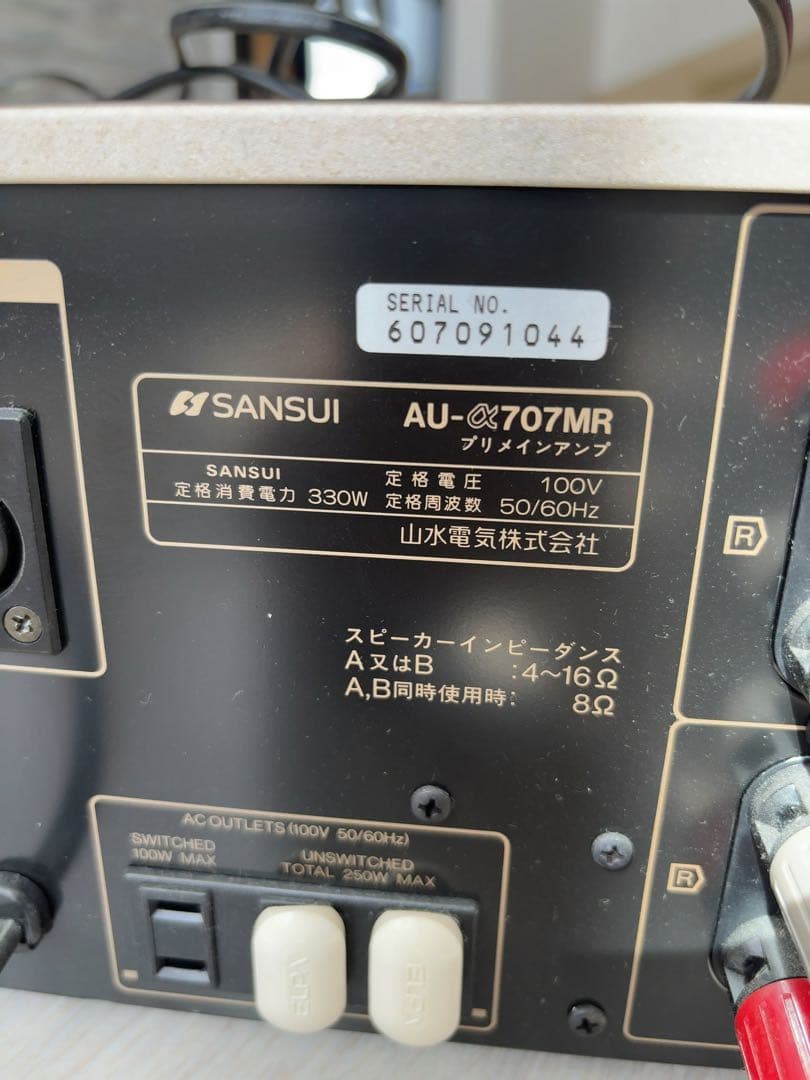 SERIAL NO.
607091044
SANSUI AU-α707MR
プリメインアンプ
SANSUI
定格消費電力 330W
定格電圧 100V
定格周波数 50/60Hz
山水電気株式会社
スピーカーインピーダンス
A又はB :4~16Ω
A,B同時使用時: 8Ω
AC OUTLETS (100V 50/60Hz)
SWITCHED
100W MAX
UNSWITCHED
TOTAL 250W MAX
ELPA
ELPA
R
R